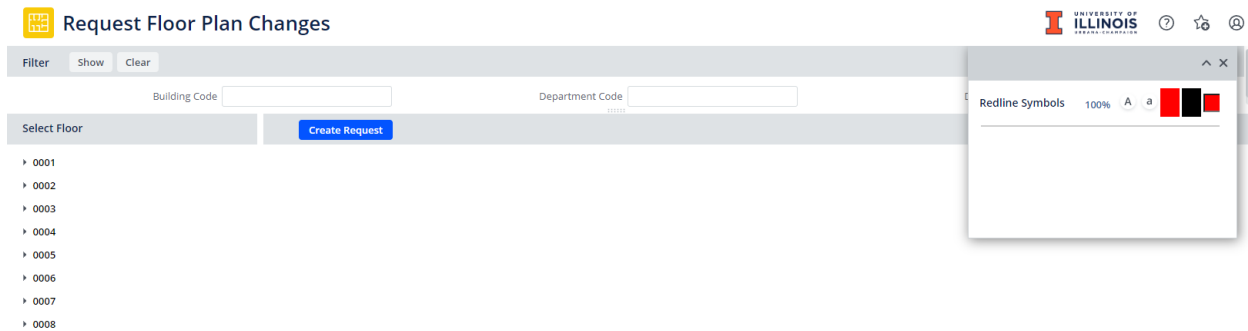 Request Floor Plan Changes
UNIVERSITY OF
ILLINOIS
URBANA-CHAMPAIGN
Filter Show Clear
Building Code
Department Code
Redline Symbols 100% A a
Select Floor
Create Request
0001
0002
0003
0004
0005
0006
0007
0008